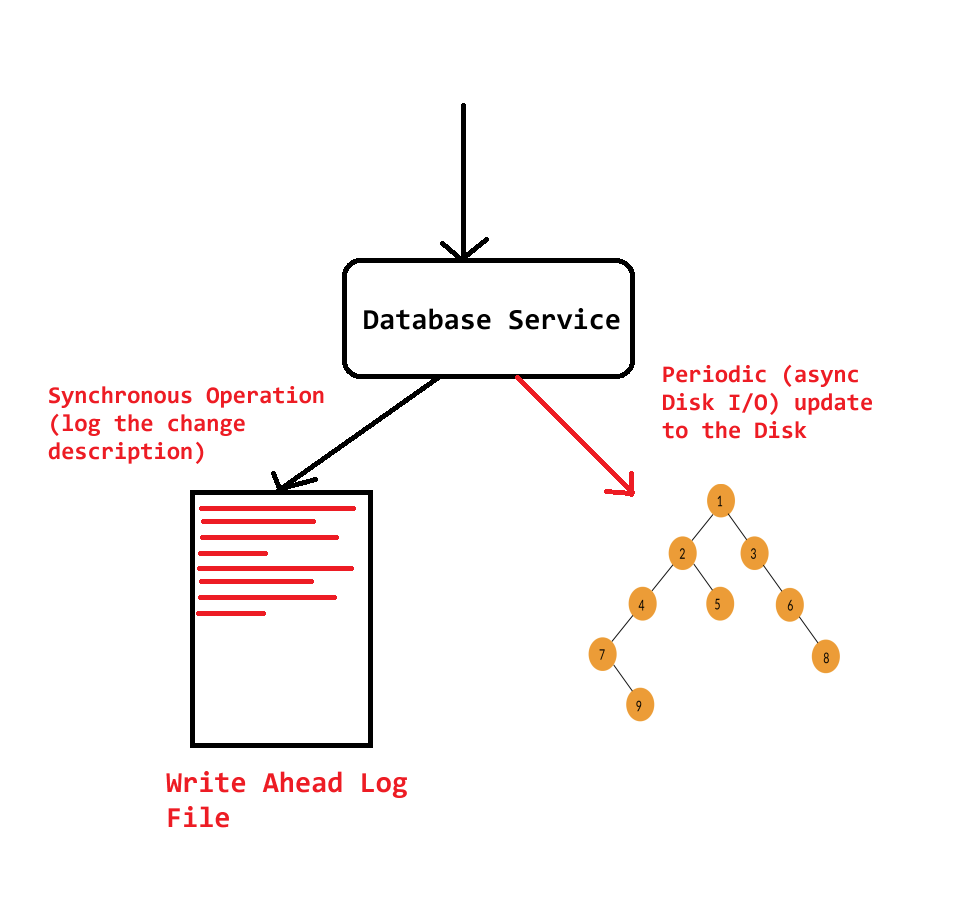 Database Service
Synchronous Operation
(log the change
description)
Periodic (async
Disk I/O) update
to the Disk
1
2
3
4
5
6
7
8
9
Write Ahead Log
File